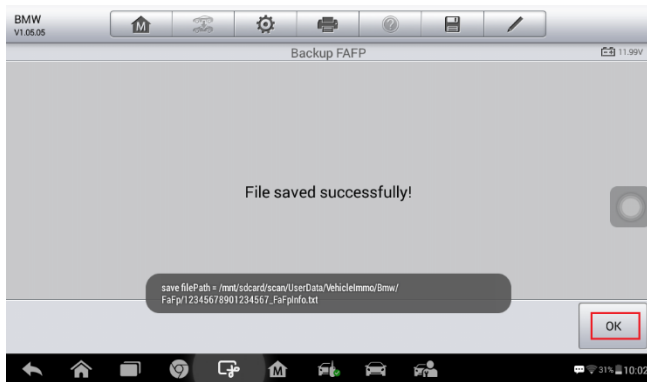 BMW
V1.05.05
Backup FAFP
11.99V
File saved successfully!
save filePath = /mnt/sdcard/scan/UserData/VehicleImmo/Bmw/
FaFp/12345678901234567_FaFpInfo.txt
OK
31% 10:02